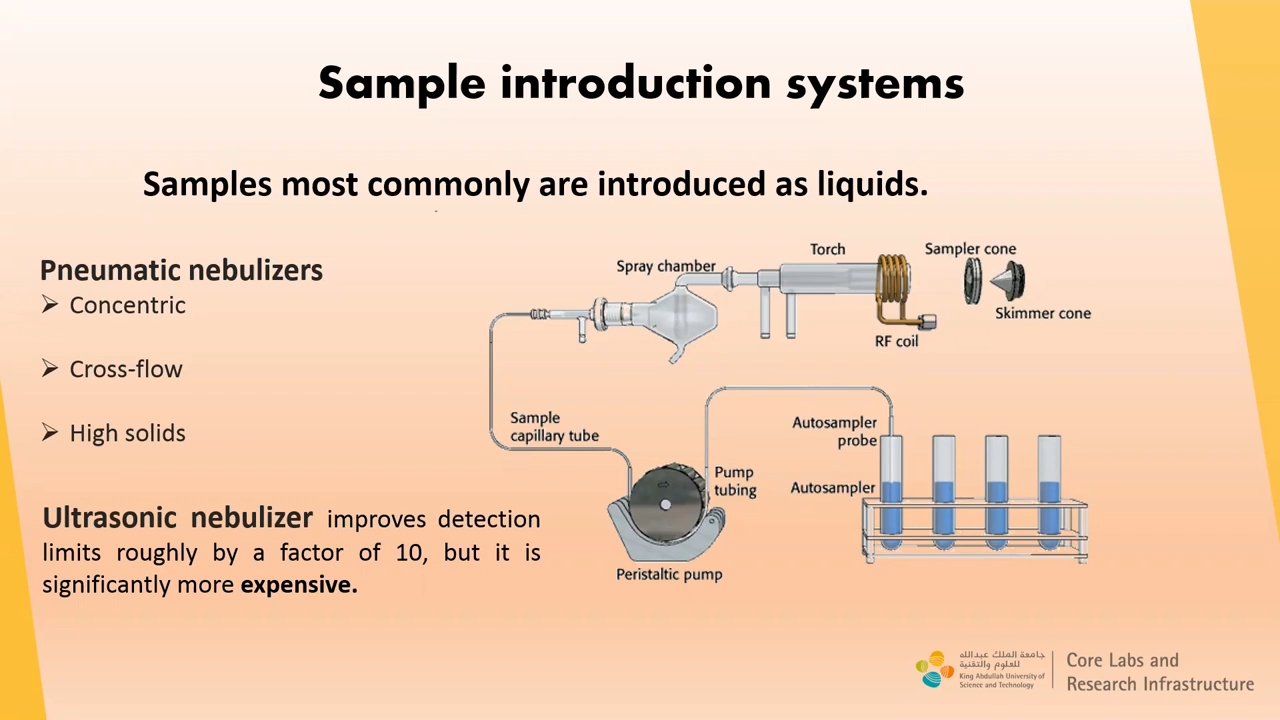 Sample introduction systems
Samples most commonly are introduced as liquids.
Pneumatic nebulizers
Concentric
Cross-flow
High solids
Ultrasonic nebulizer improves detection
limits roughly by a factor of 10, but it is
significantly more expensive.
Spray chamber
Torch
Sampler cone
Skimmer cone
RF coil
Sample
capillary tube
Pump
tubing
Peristaltic pump
Autosampler
probe
Autosampler
جامعة الملك عبدالله
للعلوم والتقنية
King Abdullah University of
Science and Technology
Core Labs and
Research Infrastructure